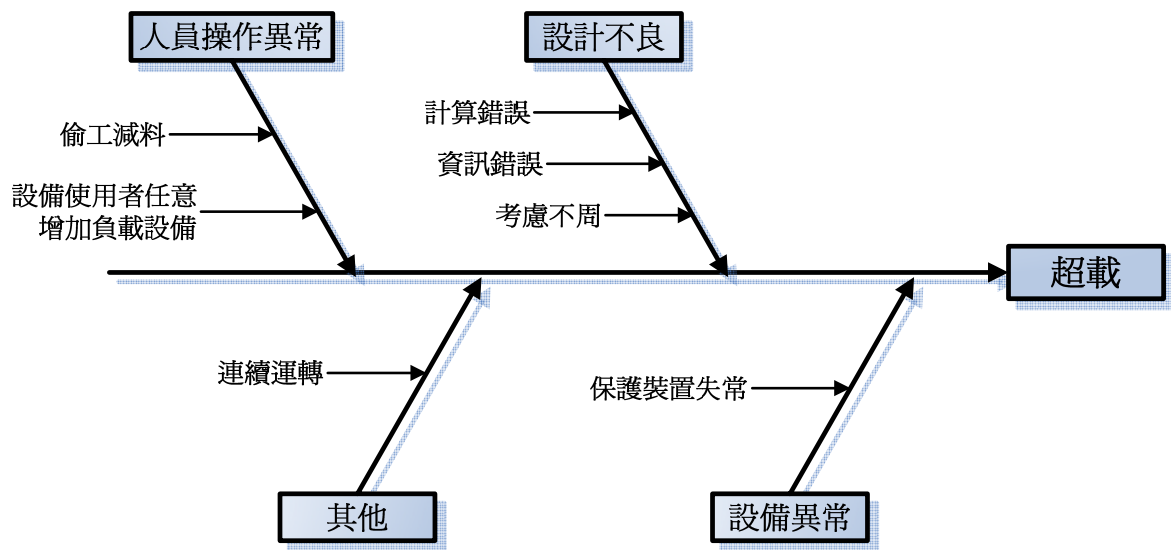 人員操作異常
設計不良
偷工減料
設備使用者任意
增加負載設備
計算錯誤
資訊錯誤
考慮不周
超載
連續運轉
保護裝置失常
其他
設備異常